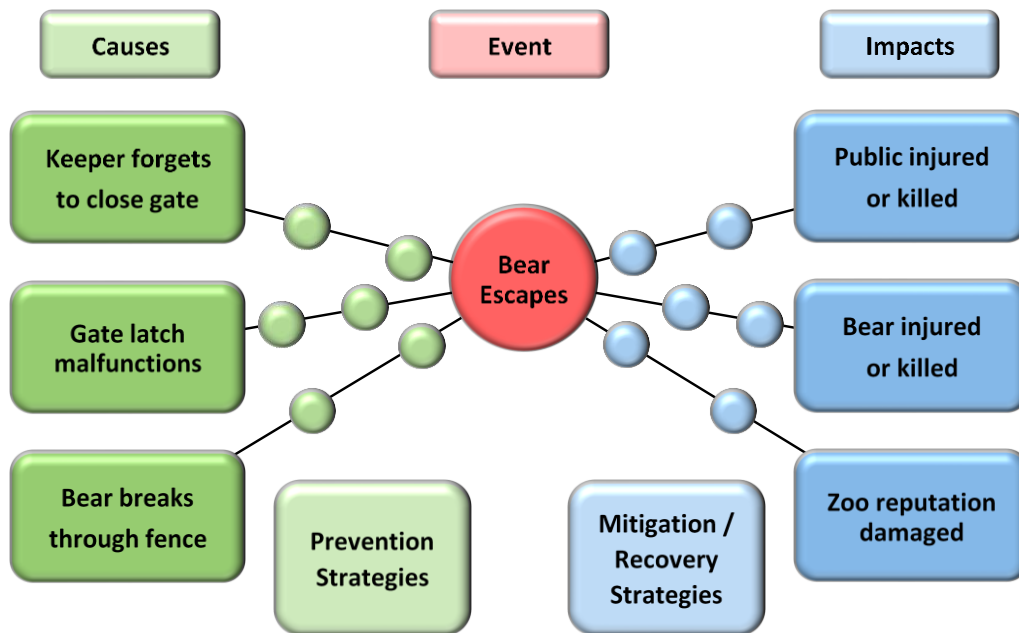 Causes
Event
Impacts
Keeper forgets
to close gate
Public injured
or killed
Bear
Escapes
Gate latch
malfunctions
Bear injured
or killed
Bear breaks
through fence
Zoo reputation
damaged
Prevention
Strategies
Mitigation /
Recovery
Strategies